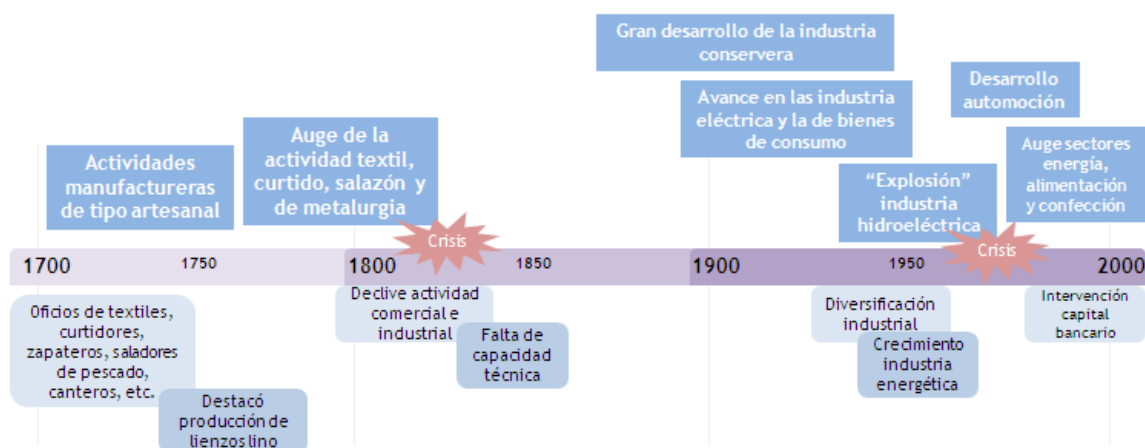 Gran desarrollo de la industria
conservera
Desarrollo
automoción
Avance en las industria
eléctrica y la de bienes
de consumo
Auge de la
actividad textil,
curtido, salazón y
de metalurgia
Auge sectores
energía,
alimentación
y confección
Actividades
manufactureras
de tipo artesanal
"Explosión"
industria
hidroeléctrica
Crisis
Crisis
1700
1750
1800
1850
1900
1950
2000
Oficios de textiles,
curtidores,
zapateros, saladores
de pescado,
canteros, etc.
Destacó
producción de
lienzos lino
Declive actividad
comercial e
industrial
Falta de
capacidad
técnica
Diversificación
industrial
Crecimiento
industria
energética
Intervención
capital
bancario